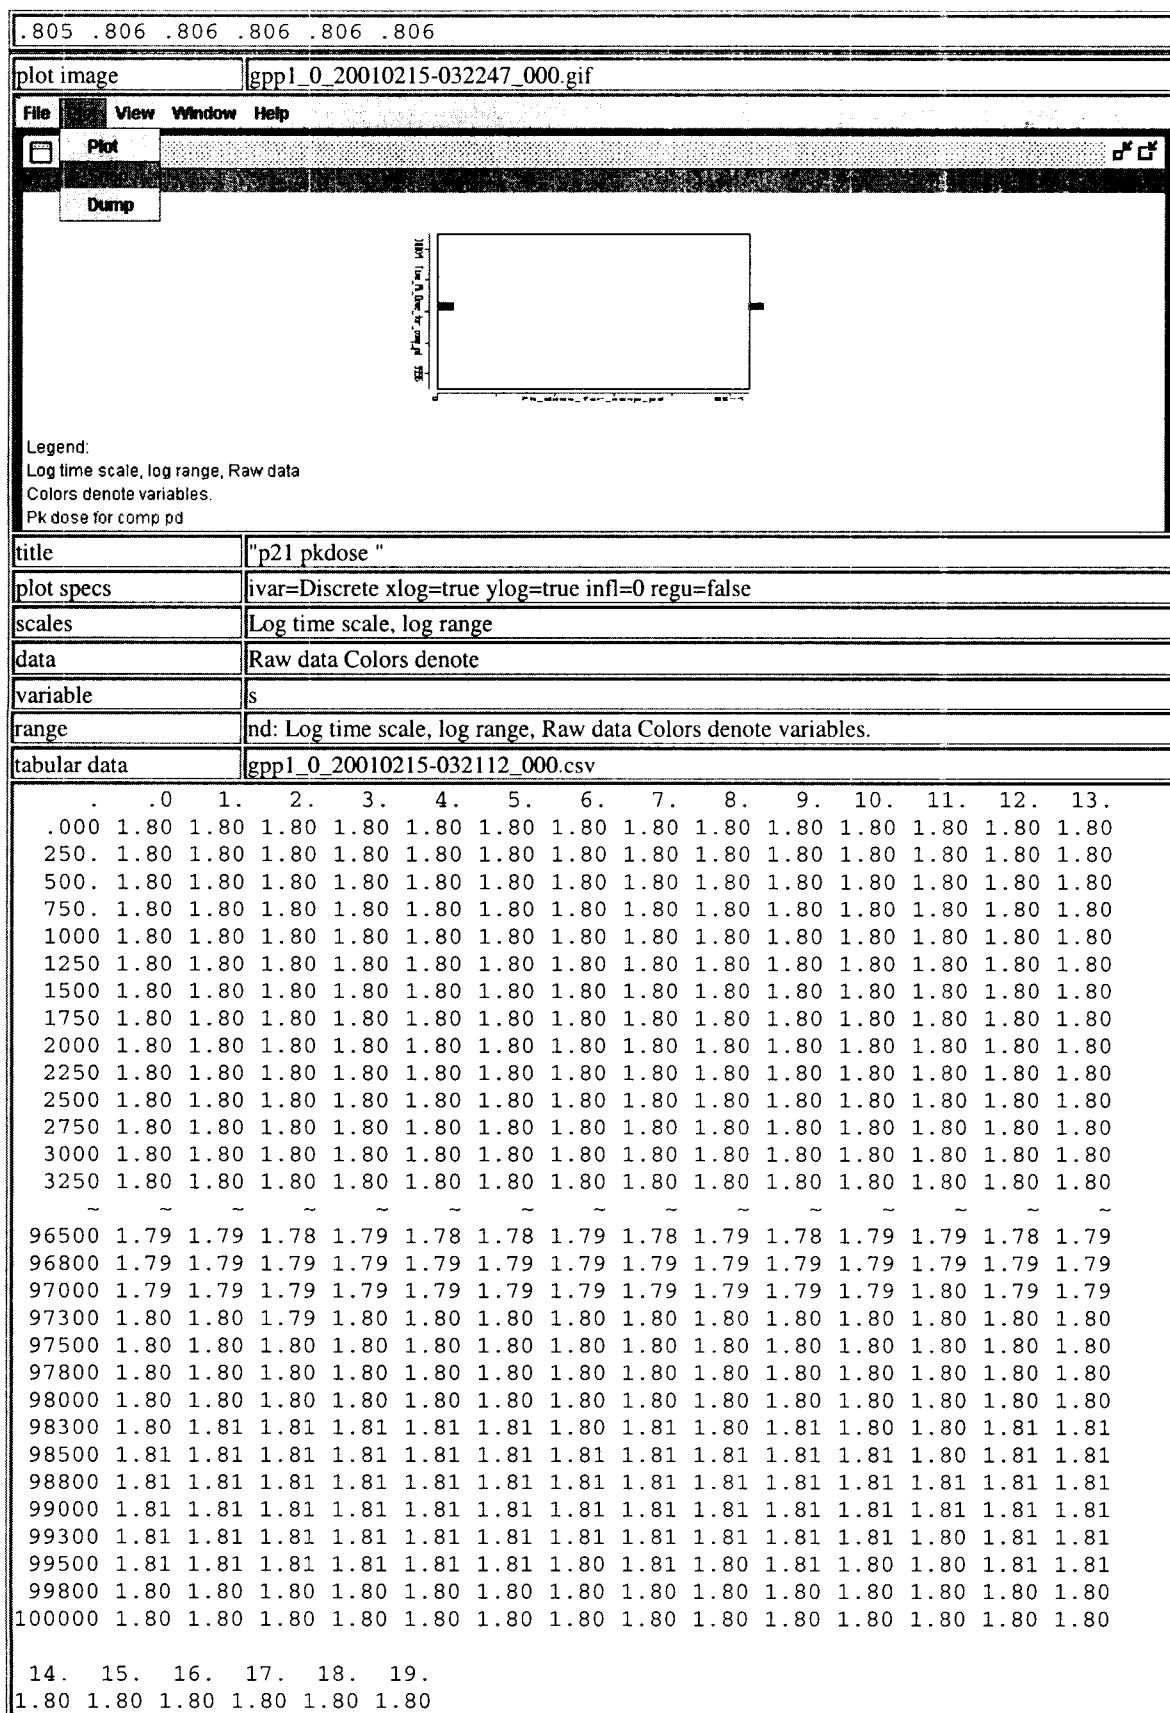 .805 .806 .806 .806 .806 .806
plot image gpp1_0_20010215-032247_000.gif
File View Window Help
Plot
Dump
Legend:
Log time scale, log range, Raw data
Colors denote variables.
Pk dose for comp pd
title "p21 pkdose "
plot specs ivar=Discrete xlog=true ylog=true infl=0 regu=false
scales Log time scale, log range
data Raw data Colors denote
variable s
range nd: Log time scale, log range, Raw data Colors denote variables.
tabular data gpp1_0_20010215-032112_000.csv
. .0 1. 2. 3. 4. 5. 6. 7. 8. 9. 10. 11. 12. 13.
.000 1.80 1.80 1.80 1.80 1.80 1.80 1.80 1.80 1.80 1.80 1.80 1.80 1.80 1.80
250. 1.80 1.80 1.80 1.80 1.80 1.80 1.80 1.80 1.80 1.80 1.80 1.80 1.80 1.80
500. 1.80 1.80 1.80 1.80 1.80 1.80 1.80 1.80 1.80 1.80 1.80 1.80 1.80 1.80
750. 1.80 1.80 1.80 1.80 1.80 1.80 1.80 1.80 1.80 1.80 1.80 1.80 1.80 1.80
1000 1.80 1.80 1.80 1.80 1.80 1.80 1.80 1.80 1.80 1.80 1.80 1.80 1.80 1.80
1250 1.80 1.80 1.80 1.80 1.80 1.80 1.80 1.80 1.80 1.80 1.80 1.80 1.80 1.80
1500 1.80 1.80 1.80 1.80 1.80 1.80 1.80 1.80 1.80 1.80 1.80 1.80 1.80 1.80
1750 1.80 1.80 1.80 1.80 1.80 1.80 1.80 1.80 1.80 1.80 1.80 1.80 1.80 1.80
2000 1.80 1.80 1.80 1.80 1.80 1.80 1.80 1.80 1.80 1.80 1.80 1.80 1.80 1.80
2250 1.80 1.80 1.80 1.80 1.80 1.80 1.80 1.80 1.80 1.80 1.80 1.80 1.80 1.80
2500 1.80 1.80 1.80 1.80 1.80 1.80 1.80 1.80 1.80 1.80 1.80 1.80 1.80 1.80
2750 1.80 1.80 1.80 1.80 1.80 1.80 1.80 1.80 1.80 1.80 1.80 1.80 1.80 1.80
3000 1.80 1.80 1.80 1.80 1.80 1.80 1.80 1.80 1.80 1.80 1.80 1.80 1.80 1.80
3250 1.80 1.80 1.80 1.80 1.80 1.80 1.80 1.80 1.80 1.80 1.80 1.80 1.80 1.80
~ ~ ~ ~ ~ ~ ~ ~ ~ ~ ~ ~ ~ ~ ~
96500 1.79 1.79 1.78 1.79 1.78 1.78 1.79 1.78 1.79 1.78 1.79 1.79 1.78 1.79
96800 1.79 1.79 1.79 1.79 1.79 1.79 1.79 1.79 1.79 1.79 1.79 1.79 1.79 1.79
97000 1.79 1.79 1.79 1.79 1.79 1.79 1.79 1.79 1.79 1.79 1.79 1.80 1.79 1.79
97300 1.80 1.80 1.79 1.80 1.80 1.80 1.80 1.80 1.80 1.80 1.80 1.80 1.80 1.80
97500 1.80 1.80 1.80 1.80 1.80 1.80 1.80 1.80 1.80 1.80 1.80 1.80 1.80 1.80
97800 1.80 1.80 1.80 1.80 1.80 1.80 1.80 1.80 1.80 1.80 1.80 1.80 1.80 1.80
98000 1.80 1.80 1.80 1.80 1.80 1.80 1.80 1.80 1.80 1.80 1.80 1.80 1.80 1.80
98300 1.80 1.81 1.81 1.81 1.81 1.81 1.80 1.81 1.80 1.81 1.80 1.80 1.81 1.81
98500 1.81 1.81 1.81 1.81 1.81 1.81 1.81 1.81 1.81 1.81 1.81 1.80 1.81 1.81
98800 1.81 1.81 1.81 1.81 1.81 1.81 1.81 1.81 1.81 1.81 1.81 1.81 1.81 1.81
99000 1.81 1.81 1.81 1.81 1.81 1.81 1.81 1.81 1.81 1.81 1.81 1.81 1.81 1.81
99300 1.81 1.81 1.81 1.81 1.81 1.81 1.81 1.81 1.81 1.81 1.81 1.80 1.81 1.81
99500 1.81 1.81 1.81 1.81 1.81 1.81 1.80 1.81 1.80 1.81 1.80 1.80 1.81 1.81
99800 1.80 1.80 1.80 1.80 1.80 1.80 1.80 1.80 1.80 1.80 1.80 1.80 1.80 1.80
100000 1.80 1.80 1.80 1.80 1.80 1.80 1.80 1.80 1.80 1.80 1.80 1.80 1.80 1.80
14. 15. 16. 17. 18. 19.
1.80 1.80 1.80 1.80 1.80 1.80